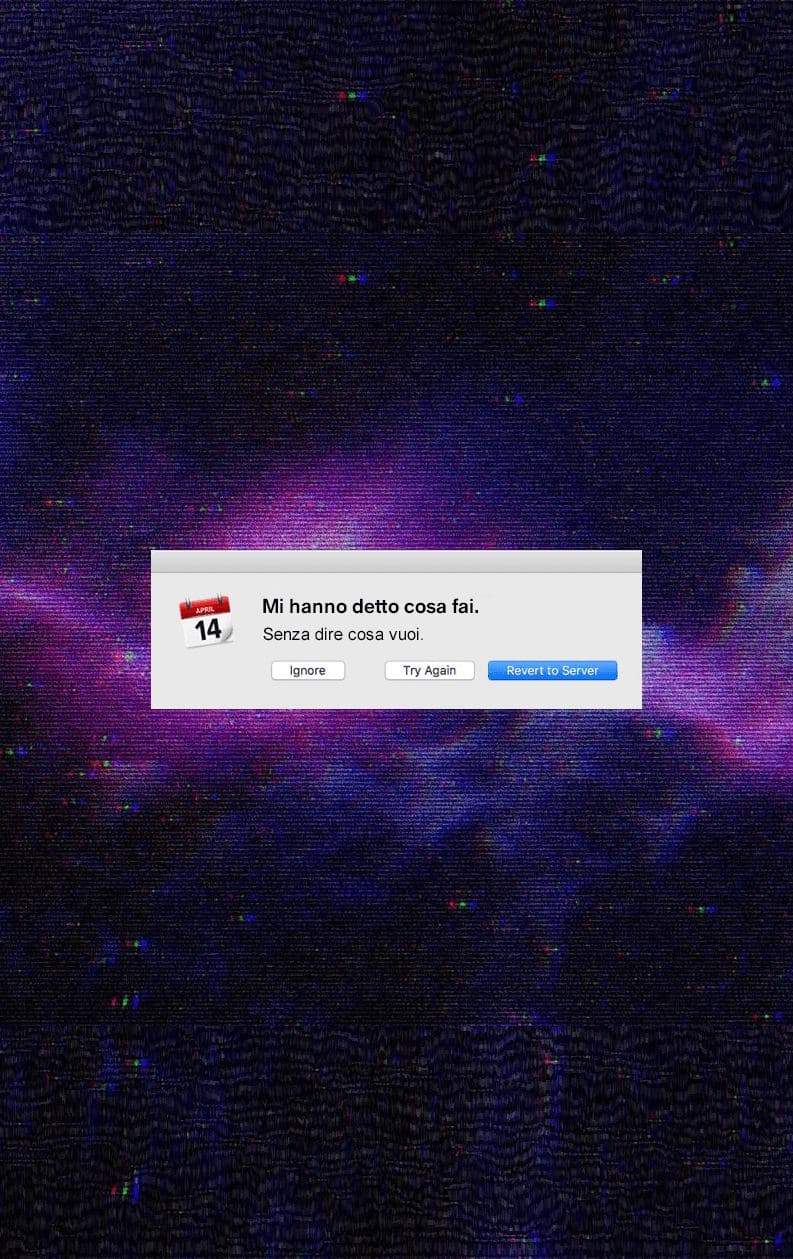 APRIL
14
Mi hanno detto cosa fai.
Senza dire cosa vuoi.
Ignore Try Again Revert to Server